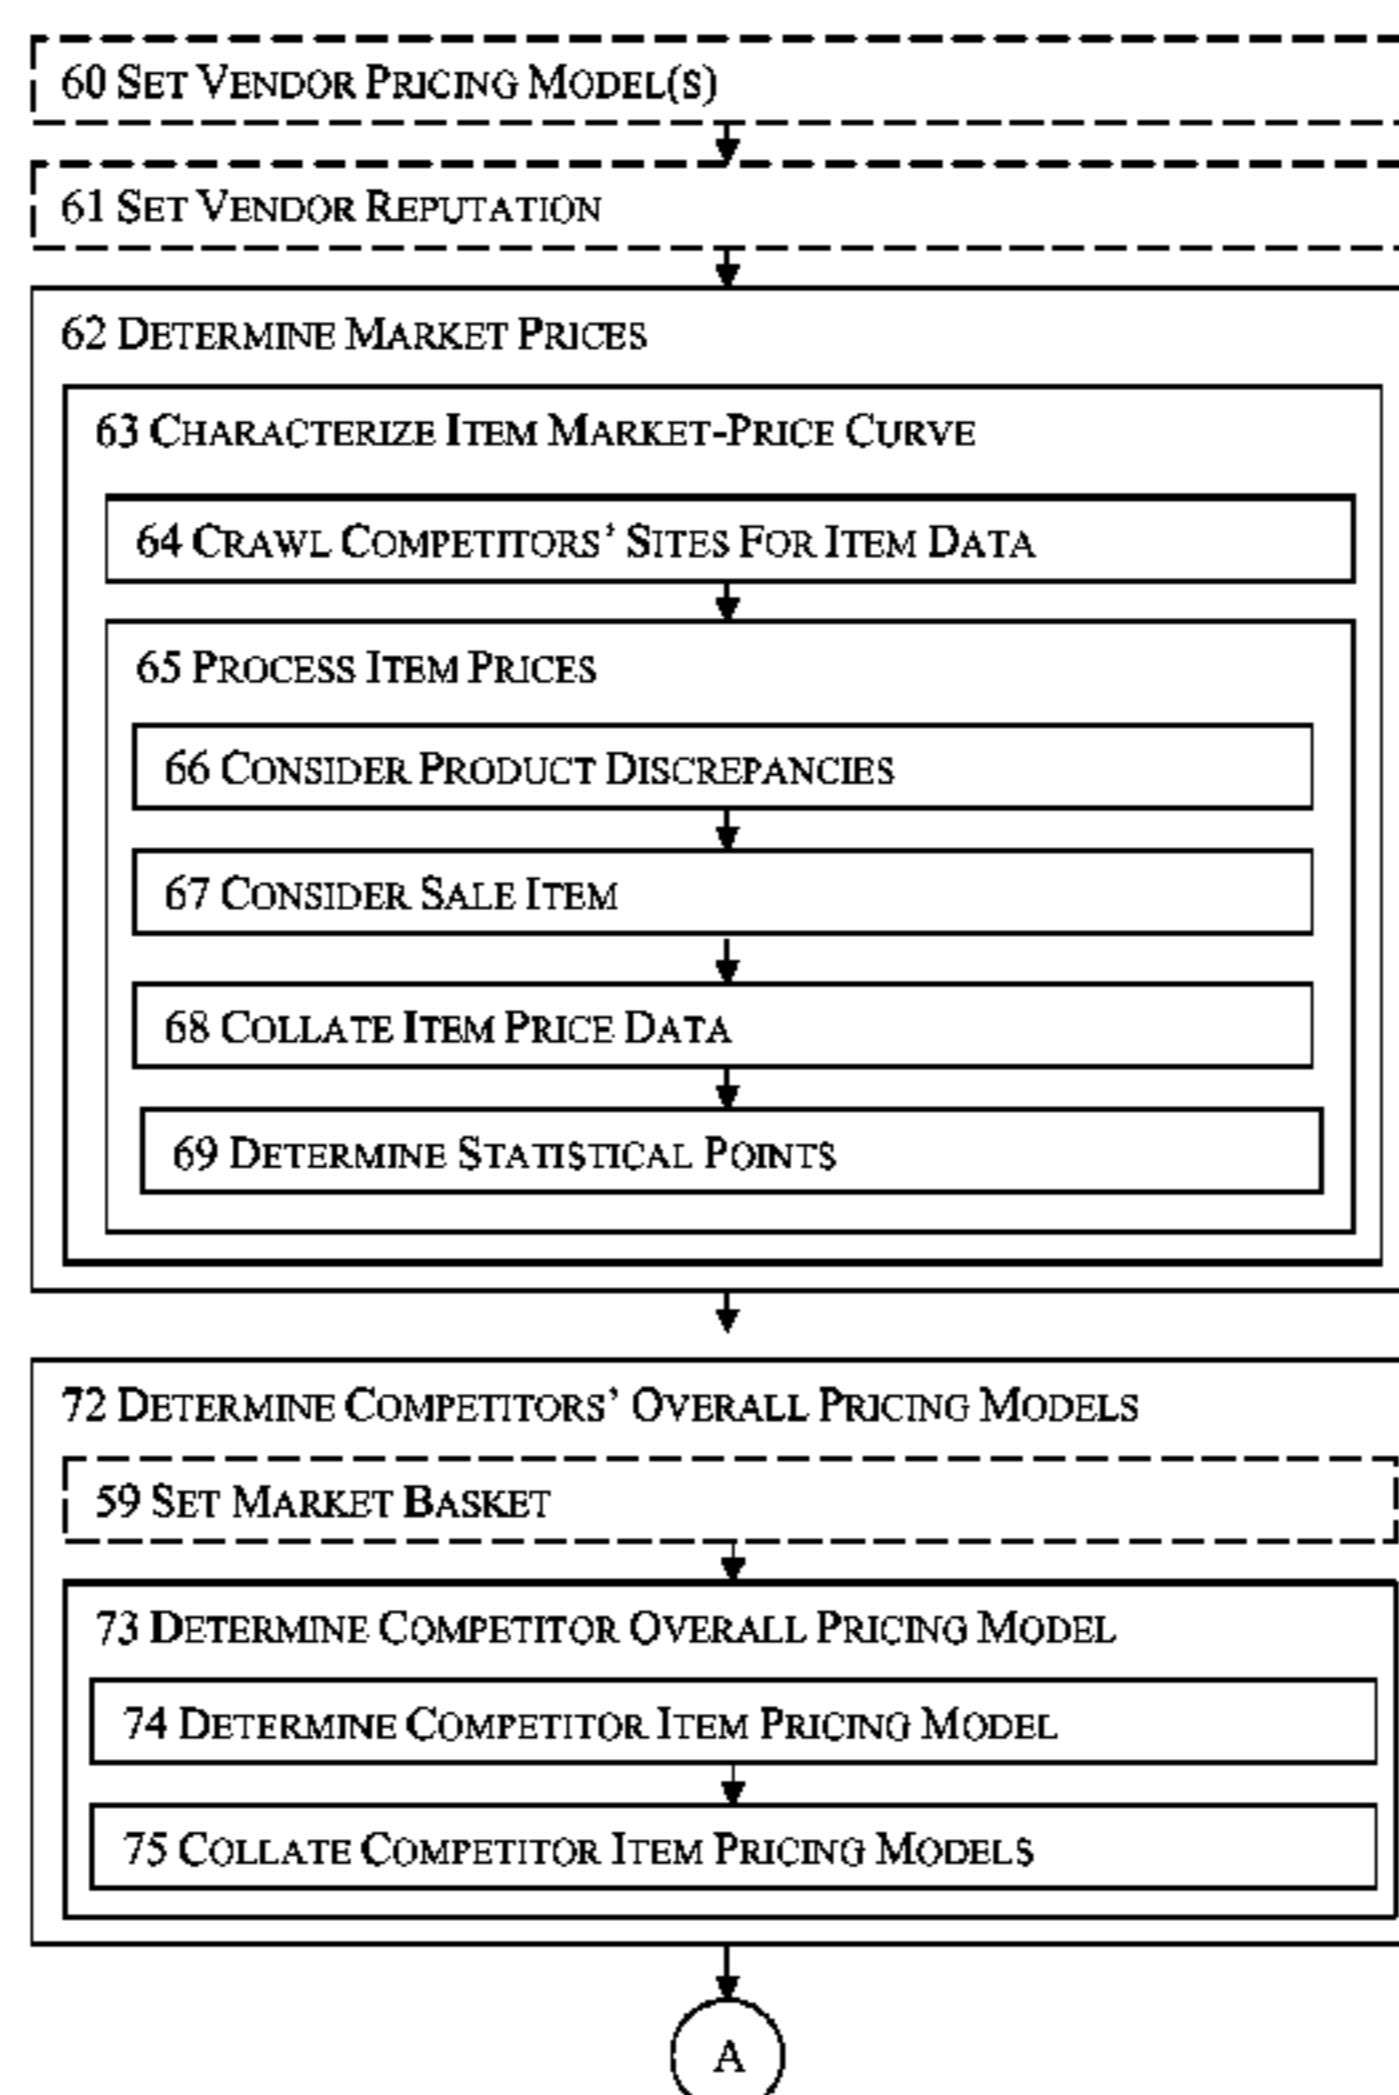 60 SET VENDOR PRICING MODEL(S)
61 SET VENDOR REPUTATION
62 DETERMINE MARKET PRICES
63 CHARACTERIZE ITEM MARKET-PRICE CURVE
64 CRAWL COMPETITORS' SITES FOR ITEM DATA
65 PROCESS ITEM PRICES
66 CONSIDER PRODUCT DISCREPANCIES
67 CONSIDER SALE ITEM
68 COLLATE ITEM PRICE DATA
69 DETERMINE STATISTICAL POINTS
72 DETERMINE COMPETITORS' OVERALL PRICING MODELS
59 SET MARKET BASKET
73 DETERMINE COMPETITOR OVERALL PRICING MODEL
74 DETERMINE COMPETITOR ITEM PRICING MODEL
75 COLLATE COMPETITOR ITEM PRICING MODELS
A